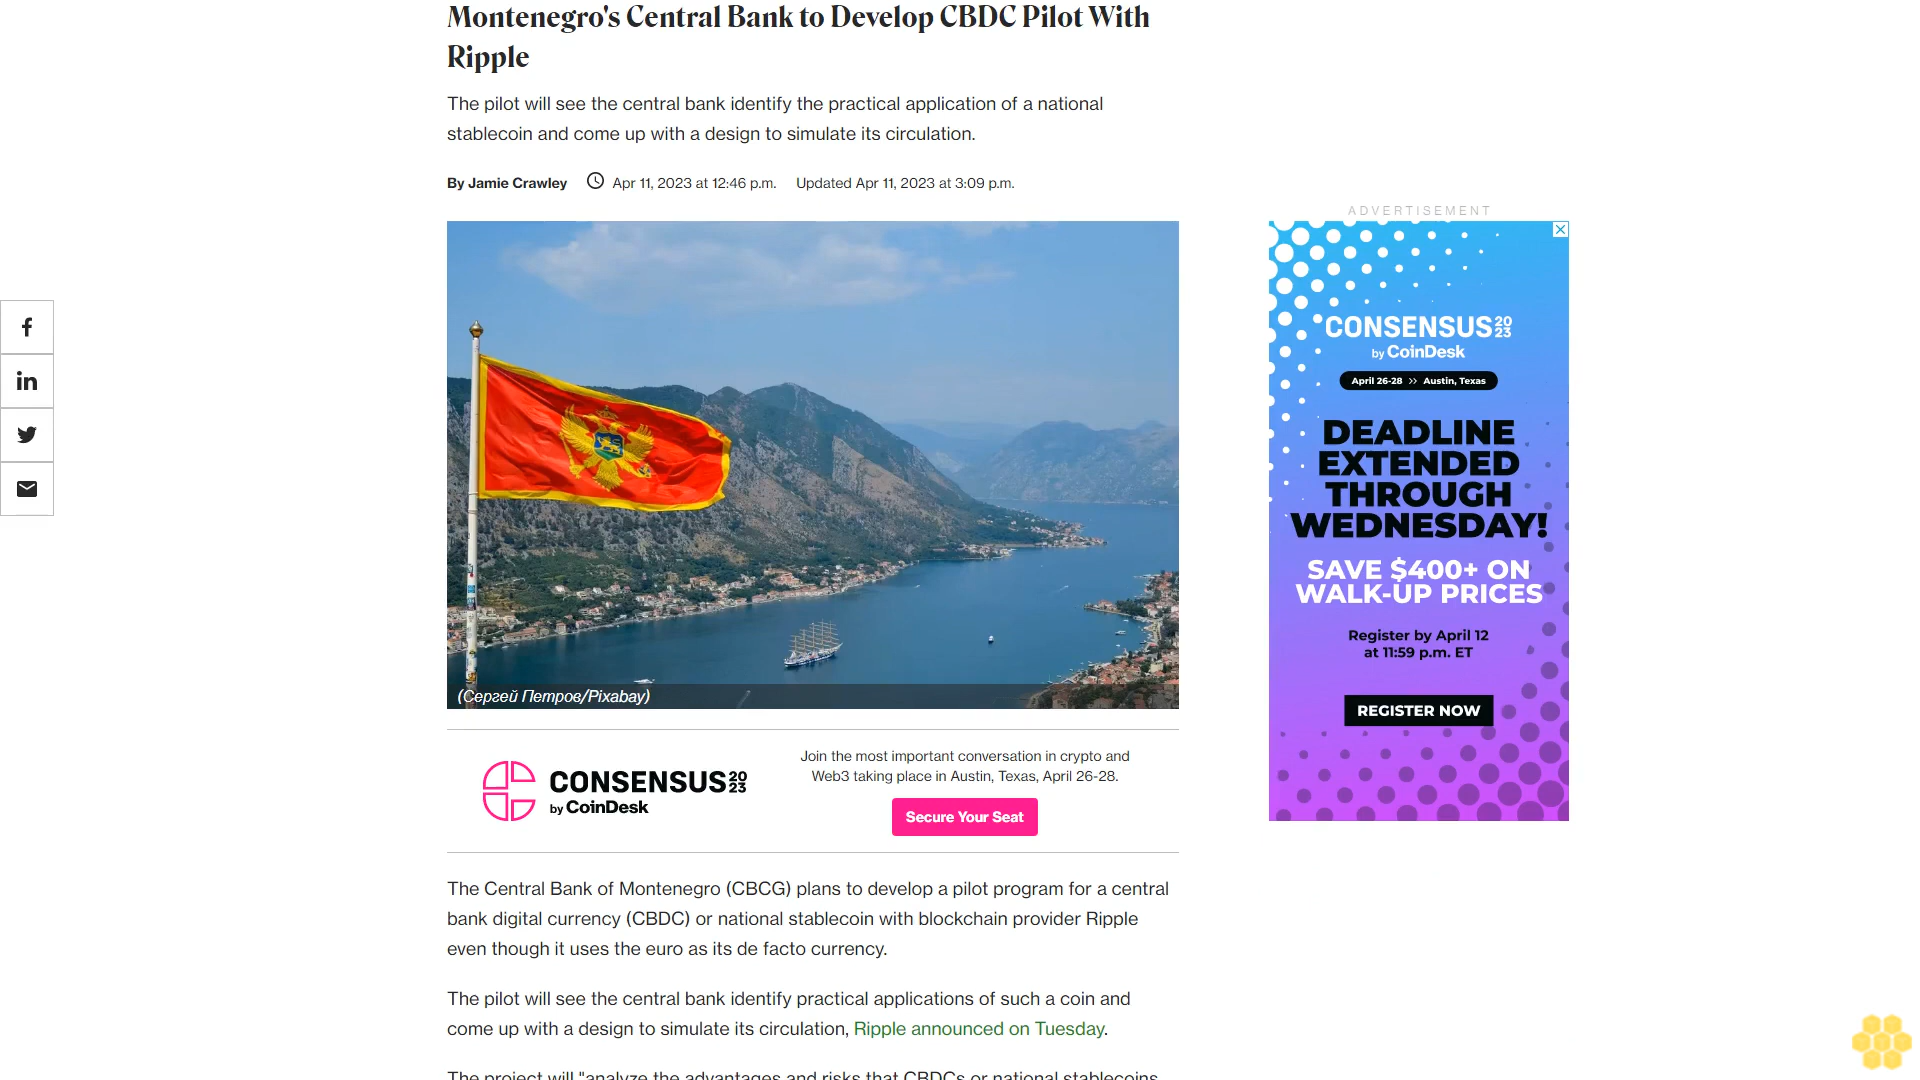 Montenegro's Central Bank to Develop CBDC Pilot With
Ripple
The pilot will see the central bank identify the practical application of a national
stablecoin and come up with a design to simulate its circulation.
By Jamie Crawley Apr 11, 2023 at 12:46 p.m. Updated Apr 11, 2023 at 3:09 p.m.
(Сергей Петров/Pixabay)
CONSENSUS 2023
by CoinDesk
Join the most important conversation in crypto and
Web3 taking place in Austin, Texas, April 26-28.
Secure Your Seat
The Central Bank of Montenegro (CBCG) plans to develop a pilot program for a central
bank digital currency (CBDC) or national stablecoin with blockchain provider Ripple
even though it uses the euro as its de facto currency.
The pilot will see the central bank identify practical applications of such a coin and
come up with a design to simulate its circulation, Ripple announced on Tuesday.
The project will "analyze the advantages and risks that CBDCs or national stablecoins
ADVERTISEMENT
CONSENSUS 2023
by CoinDesk
April 26-28 >> Austin, Texas
DEADLINE
EXTENDED
THROUGH
WEDNESDAY!
SAVE $400+ ON
WALK-UP PRICES
Register by April 12
at 11:59 p.m. ET
REGISTER NOW